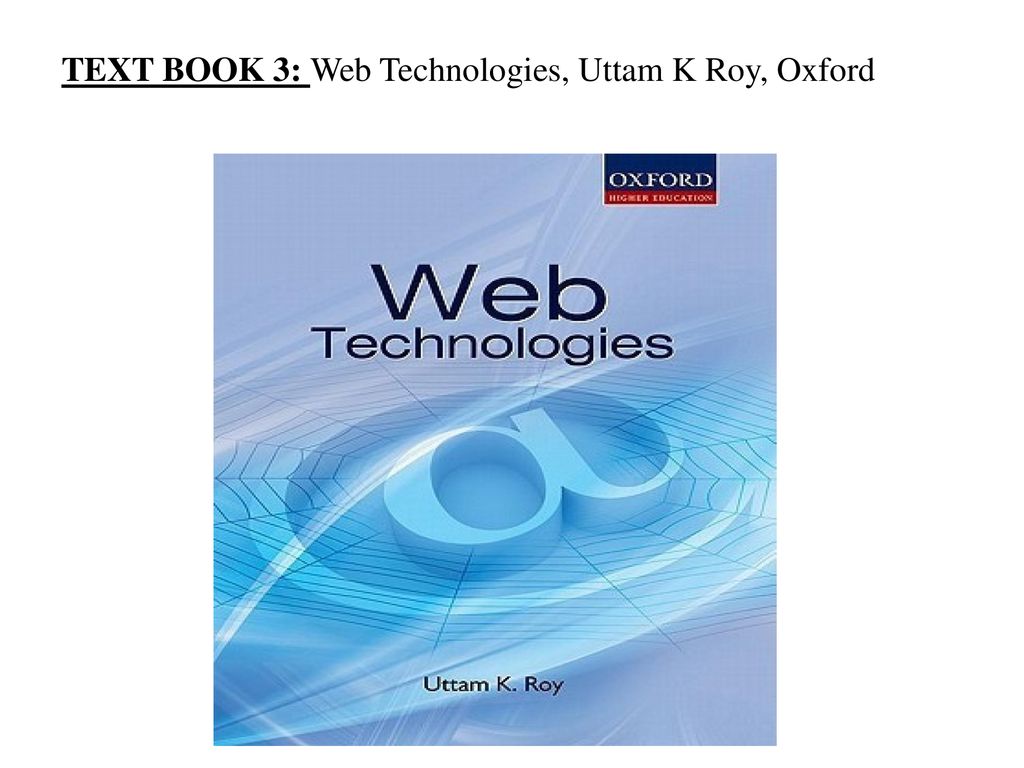 TEXT BOOK 3: Web Technologies, Uttam K Roy, Oxford
OXFORD
HIGHER EDUCATION
Web
Technologies
Uttam K. Roy